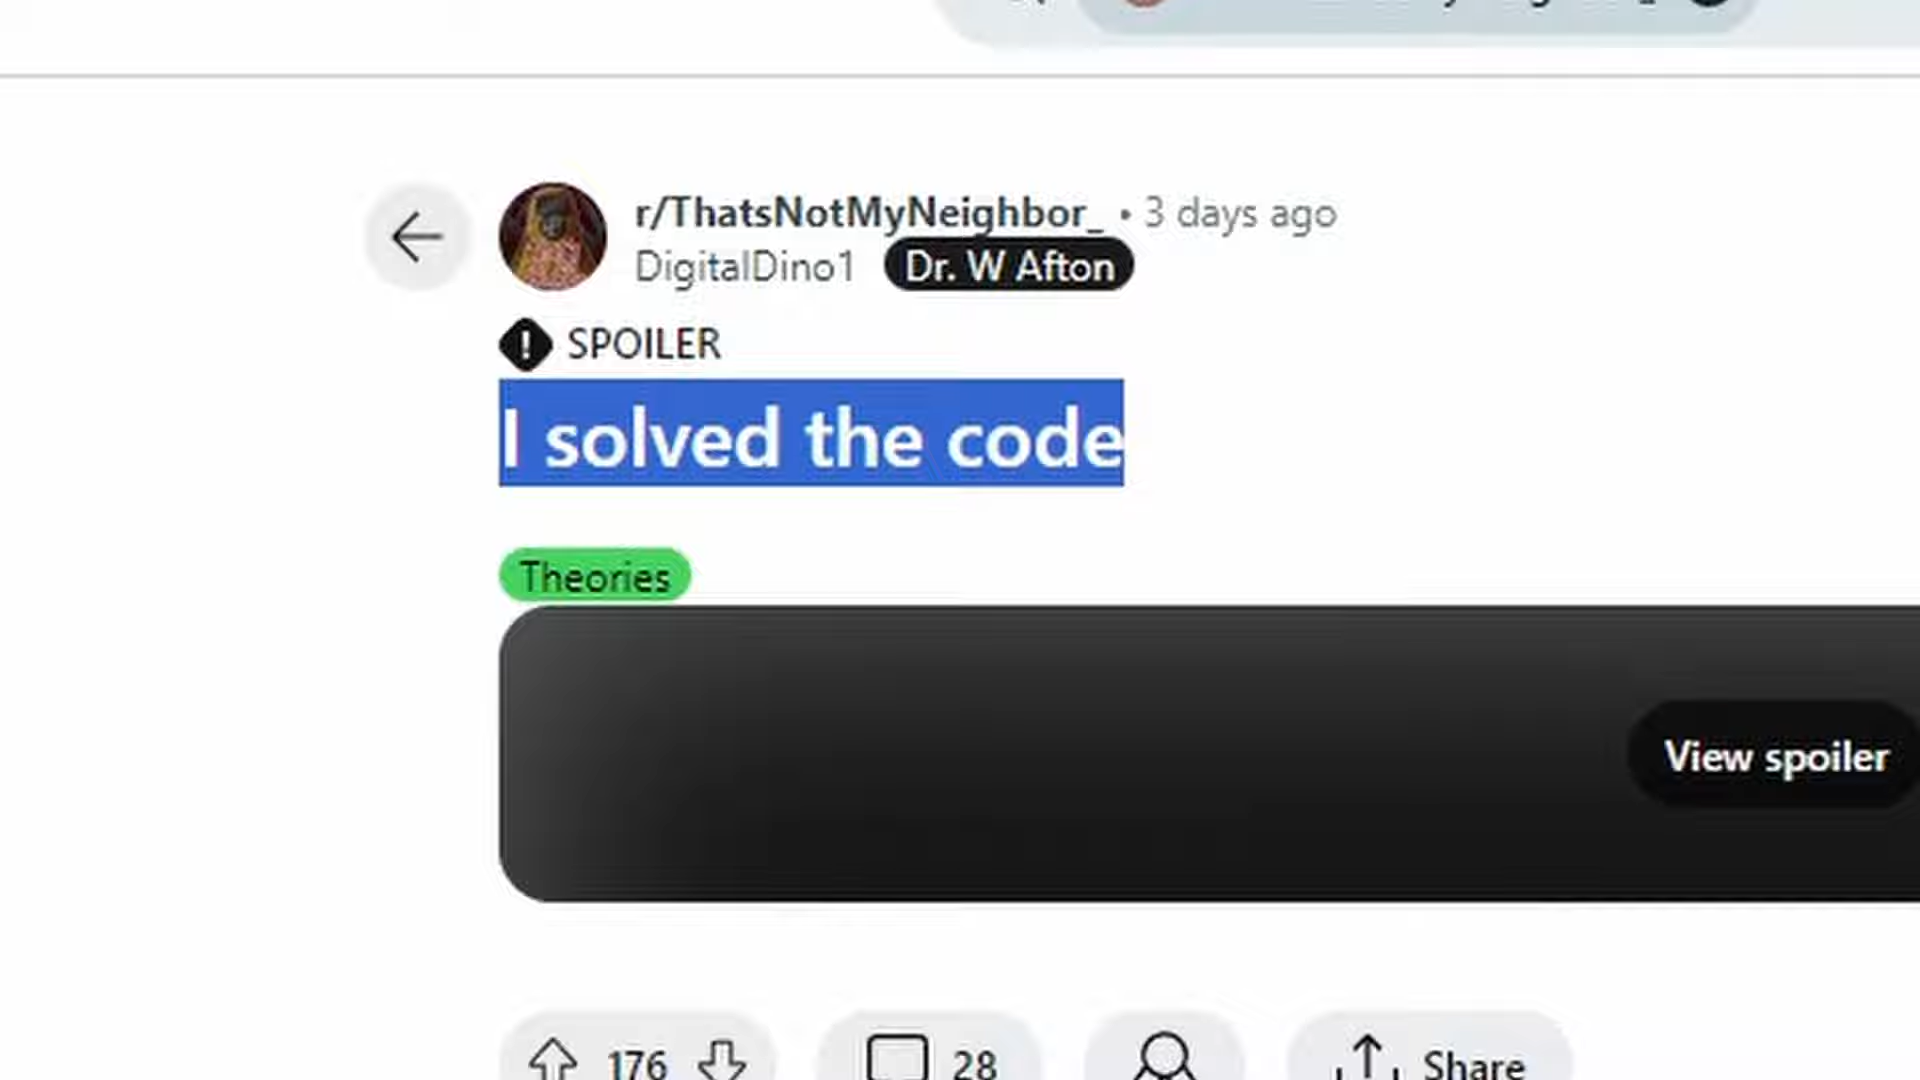 r/ThatsNotMyNeighbor_ • 3 days ago
DigitalDino1 Dr. W Afton
SPOILER
I solved the code
Theories
View spoiler
176 28 Share